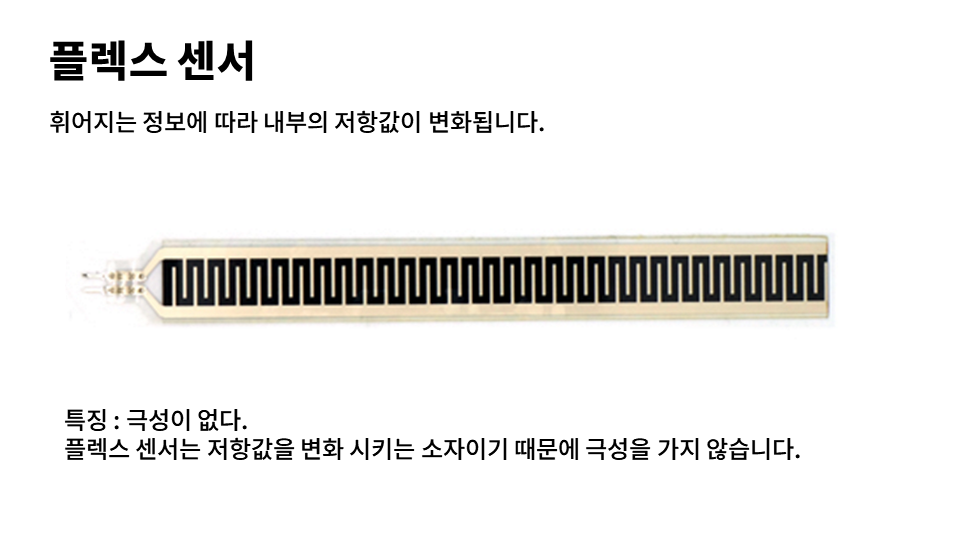 플렉스 센서
휘어지는 정보에 따라 내부의 저항값이 변화됩니다.
특징 : 극성이 없다.
플렉스 센서는 저항값을 변화 시키는 소자이기 때문에 극성을 가지 않습니다.